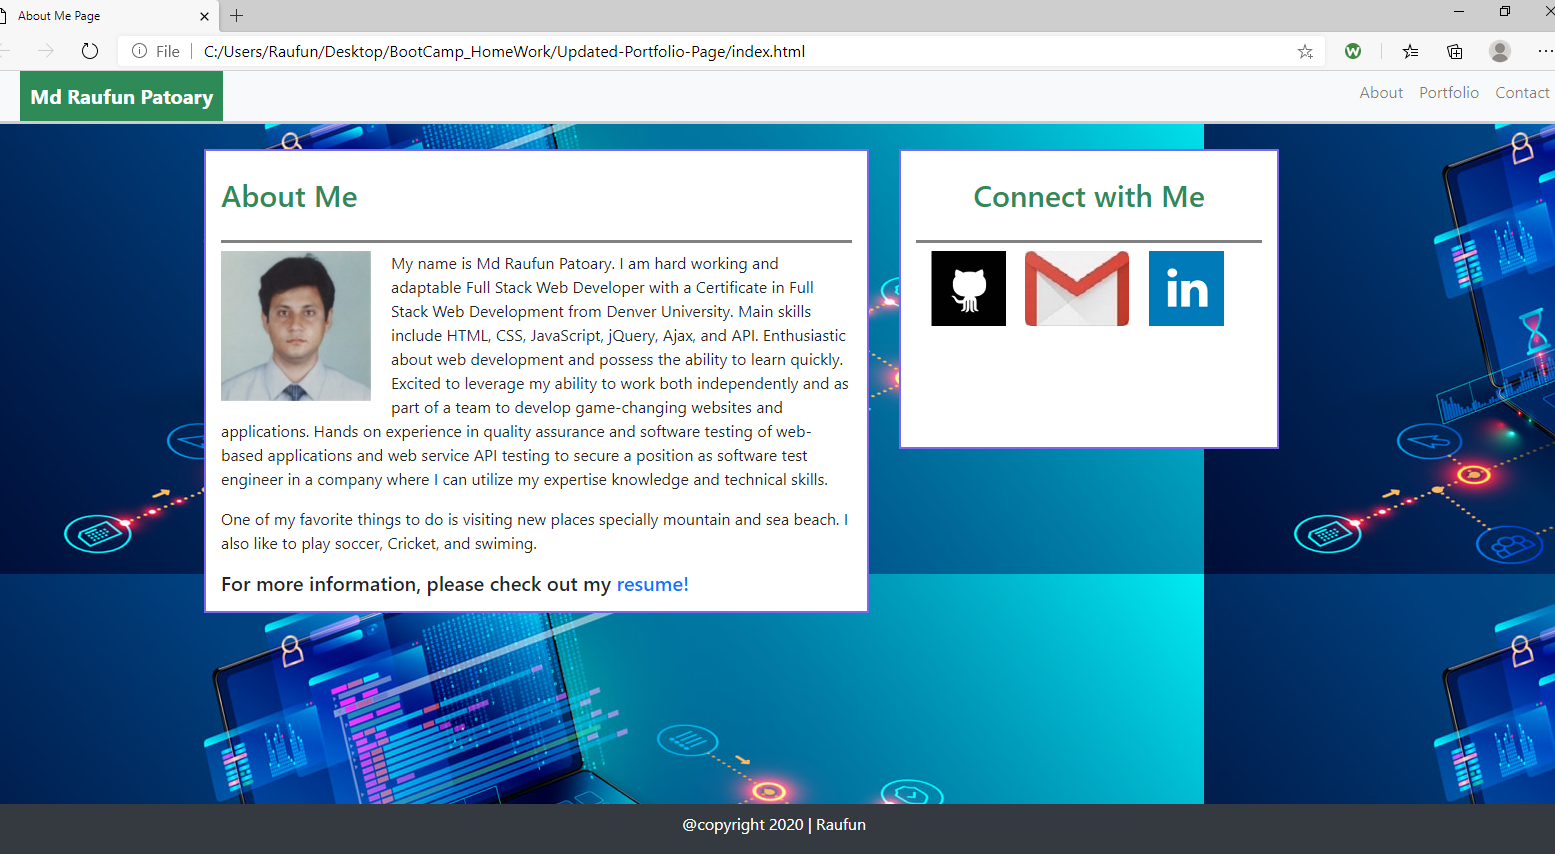 About Me Page
File
C:/Users/Raufun/Desktop/BootCamp_HomeWork/Updated-Portfolio-Page/index.html
Md Raufun Patoary
About Portfolio Contact
About Me
My name is Md Raufun Patoary. I am hard working and
adaptable Full Stack Web Developer with a Certificate in Full
Stack Web Development from Denver University. Main skills
include HTML, CSS, JavaScript, jQuery, Ajax, and API. Enthusiastic
about web development and possess the ability to learn quickly.
Excited to leverage my ability to work both independently and as
part of a team to develop game-changing websites and
applications. Hands on experience in quality assurance and software testing of web-
based applications and web service API testing to secure a position as software test
engineer in a company where I can utilize my expertise knowledge and technical skills.
One of my favorite things to do is visiting new places specially mountain and sea beach. I
also like to play soccer, Cricket, and swiming.
For more information, please check out my resume!
Connect with Me
in
@copyright 2020 | Raufun